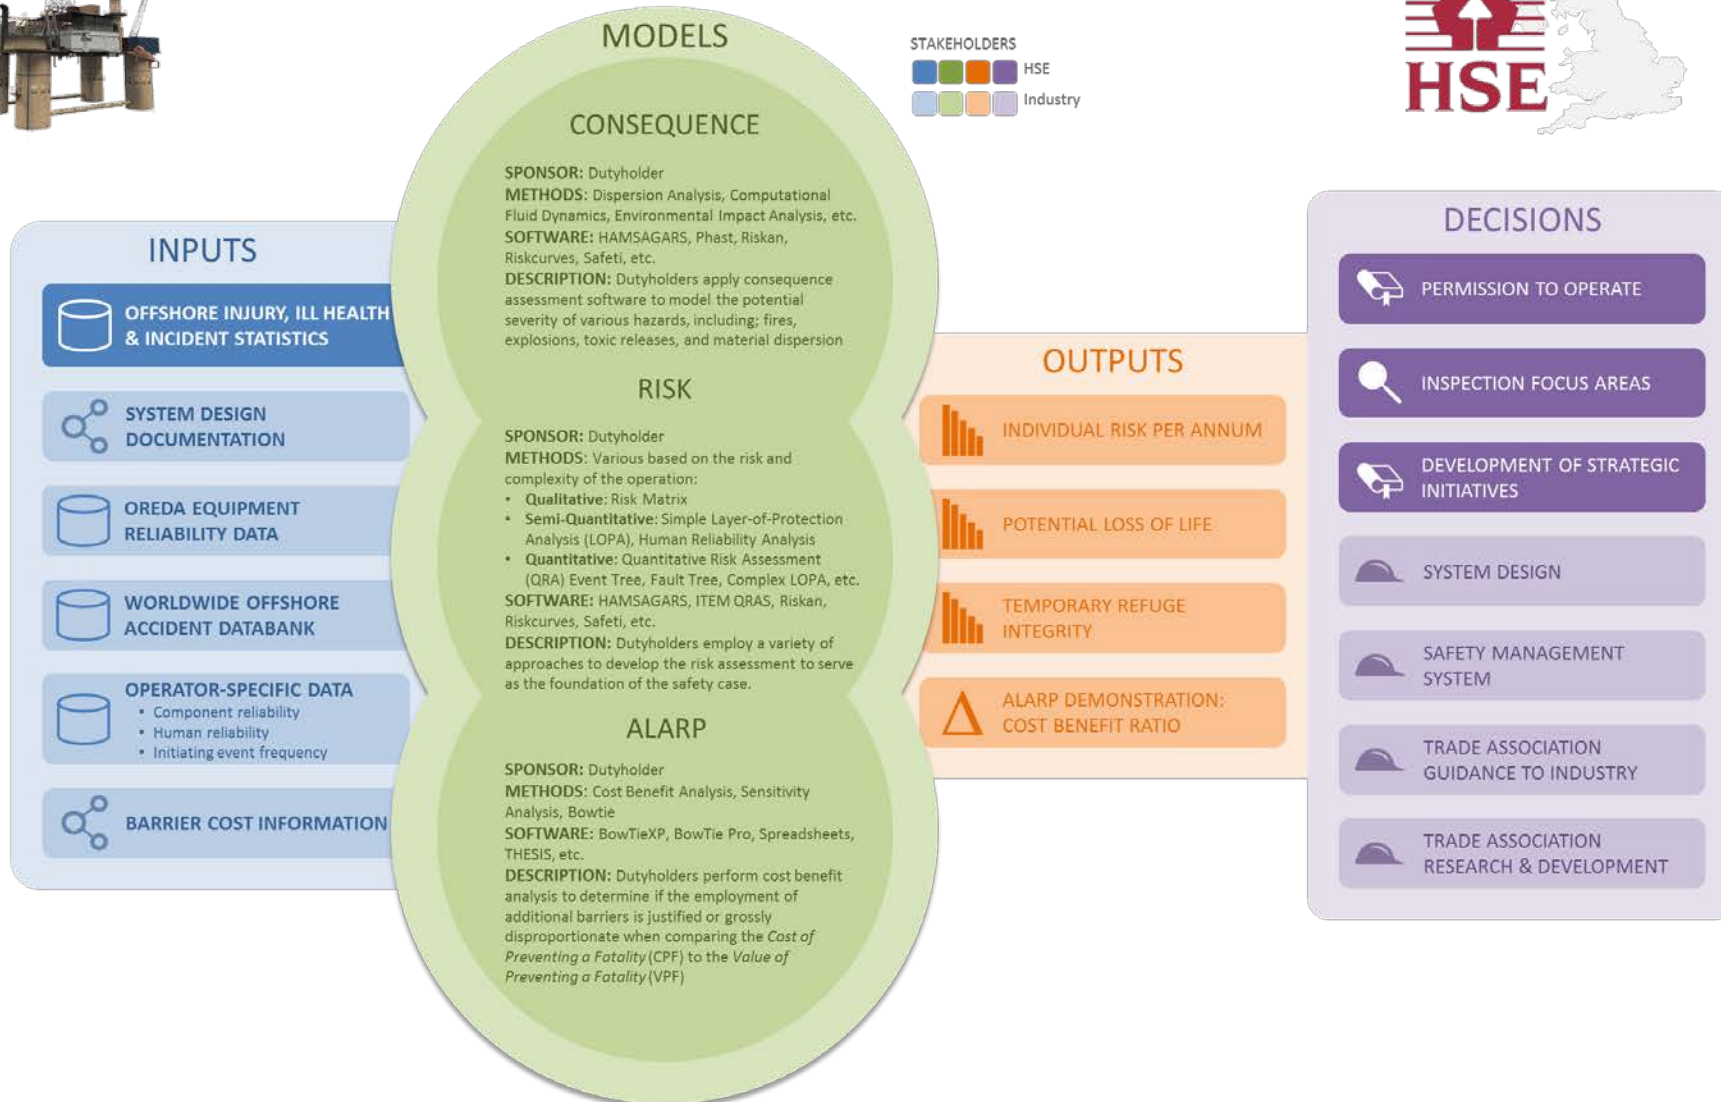 MODELS
STAKEHOLDERS
HSE
Industry
HSE
CONSEQUENCE
SPONSOR: Dutyholder
METHODS: Dispersion Analysis, Computational
Fluid Dynamics, Environmental Impact Analysis, etc.
SOFTWARE: HAMSAGARS, Phast, Riskan,
Riskcurves, Safeti, etc.
DESCRIPTION: Dutyholders apply consequence
assessment software to model the potential
severity of various hazards, including; fires,
explosions, toxic releases, and material dispersion
RISK
SPONSOR: Dutyholder
METHODS: Various based on the risk and
complexity of the operation:
• Qualitative: Risk Matrix
• Semi-Quantitative: Simple Layer-of-Protection
Analysis (LOPA), Human Reliability Analysis
• Quantitative: Quantitative Risk Assessment
(QRA) Event Tree, Fault Tree, Complex LOPA, etc.
SOFTWARE: HAMSAGARS, ITEM QRAS, Riskan,
Riskcurves, Safeti, etc.
DESCRIPTION: Dutyholders employ a variety of
approaches to develop the risk assessment to serve
as the foundation of the safety case.
ALARP
SPONSOR: Dutyholder
METHODS: Cost Benefit Analysis, Sensitivity
Analysis, Bowtie
SOFTWARE: BowTieXP, BowTie Pro, Spreadsheets,
THESIS, etc.
DESCRIPTION: Dutyholders perform cost benefit
analysis to determine if the employment of
additional barriers is justified or grossly
disproportionate when comparing the Cost of
Preventing a Fatality (CPF) to the Value of
Preventing a Fatality (VPF)
INPUTS
OFFSHORE INJURY, ILL HEALTH
& INCIDENT STATISTICS
SYSTEM DESIGN
DOCUMENTATION
OREDA EQUIPMENT
RELIABILITY DATA
WORLDWIDE OFFSHORE
ACCIDENT DATABANK
OPERATOR-SPECIFIC DATA
• Component reliability
• Human reliability
• Initiating event frequency
BARRIER COST INFORMATION
OUTPUTS
INDIVIDUAL RISK PER ANNUM
POTENTIAL LOSS OF LIFE
TEMPORARY REFUGE
INTEGRITY
ALARP DEMONSTRATION:
COST BENEFIT RATIO
DECISIONS
PERMISSION TO OPERATE
INSPECTION FOCUS AREAS
DEVELOPMENT OF STRATEGIC
INITIATIVES
SYSTEM DESIGN
SAFETY MANAGEMENT
SYSTEM
TRADE ASSOCIATION
GUIDANCE TO INDUSTRY
TRADE ASSOCIATION
RESEARCH & DEVELOPMENT